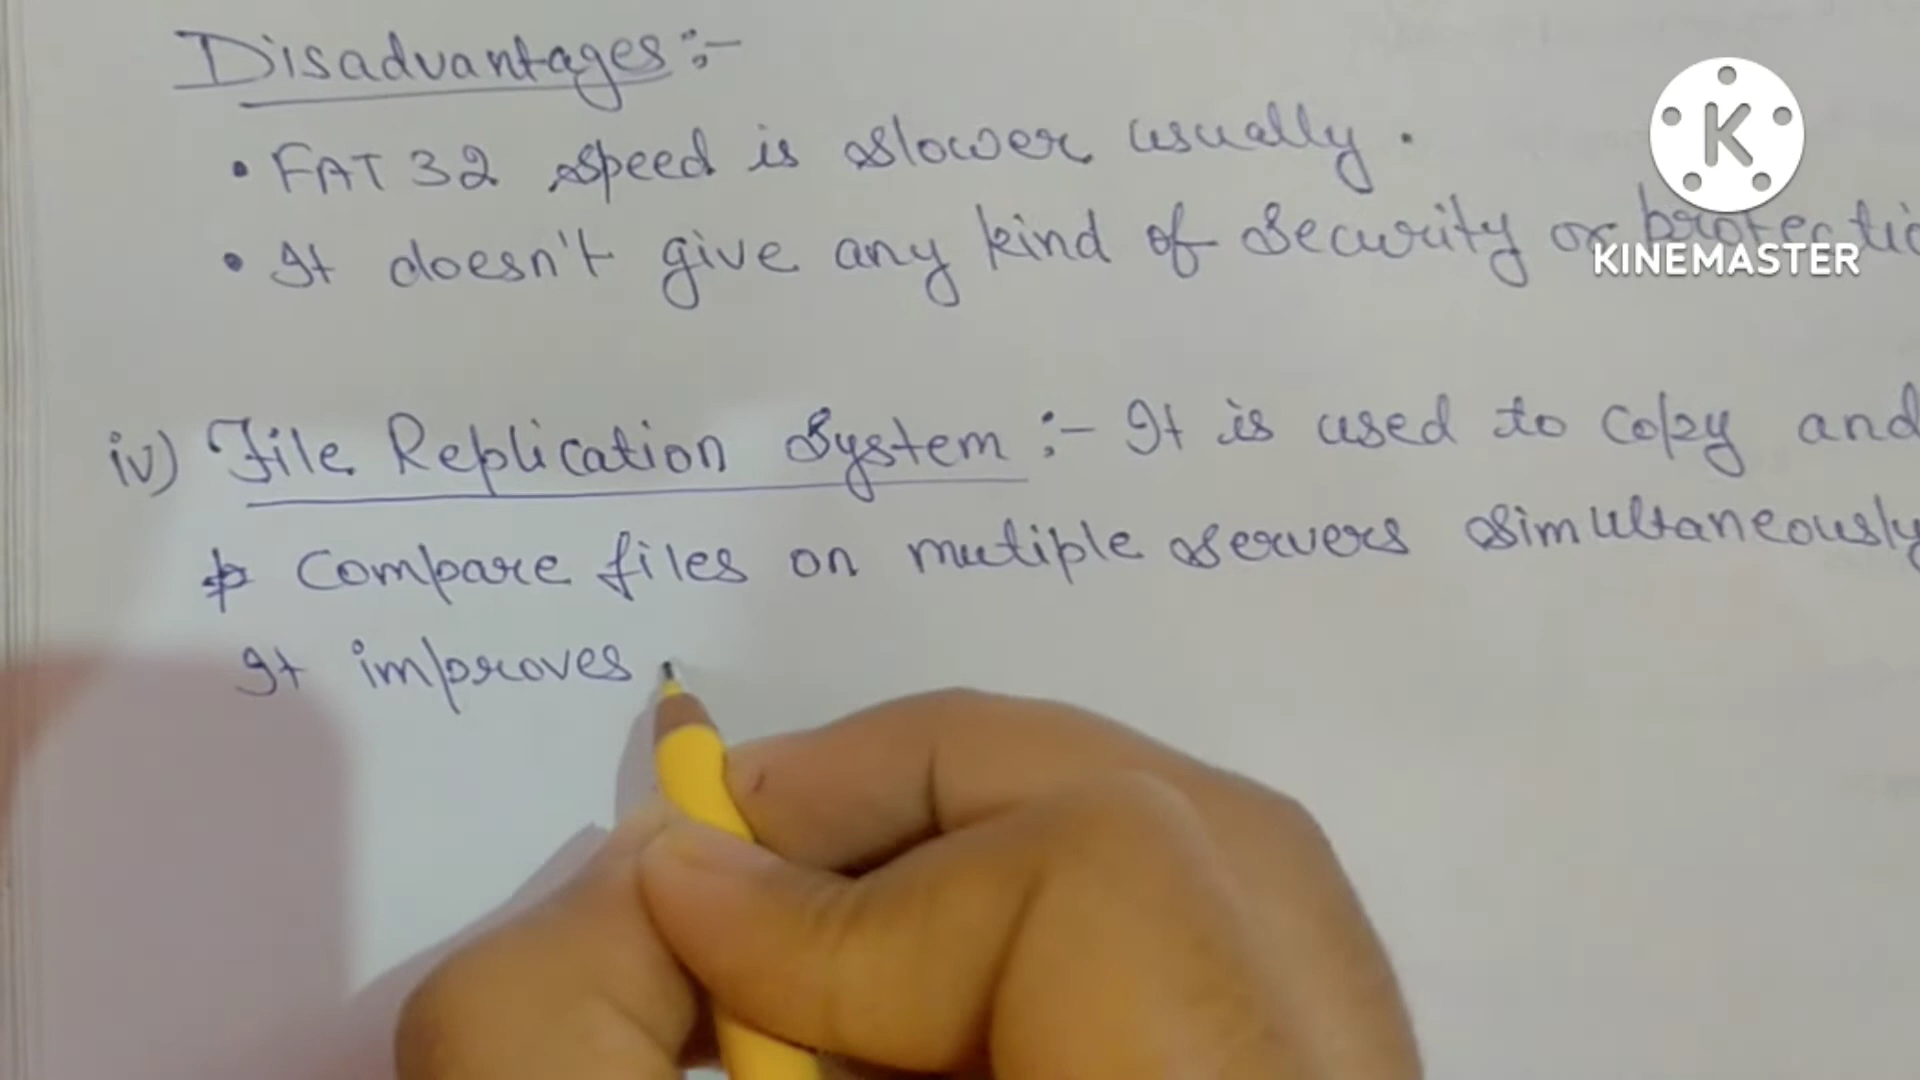 Disadvantages :-
• FAT 32 speed is slower usually.
• It doesn't give any kind of security or protectio
KINEMASTER
iv) File Replication System :- It is used to copy and
Compare files on mutiple servers simultaneously
It improves